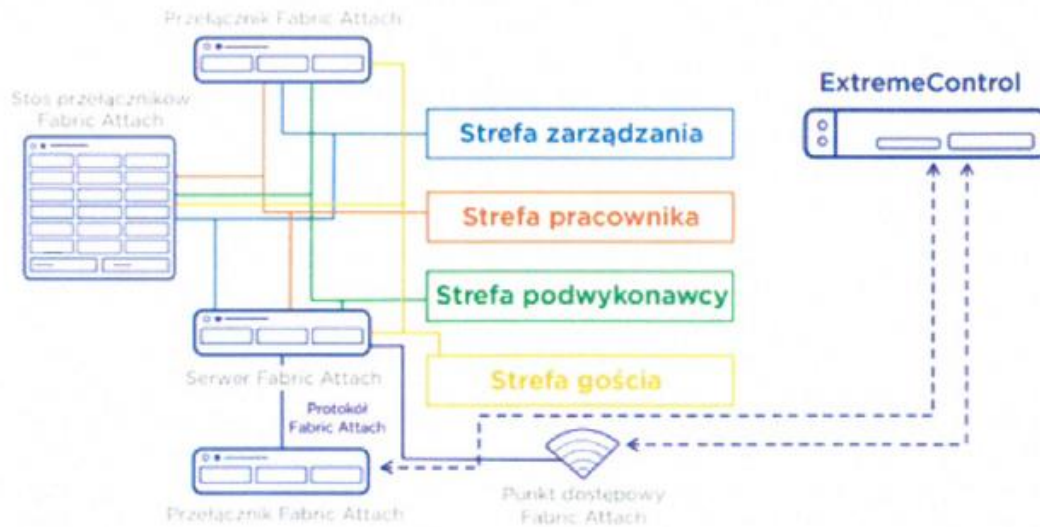 Przełącznik Fabric Attach
Stos przełączników
Fabric Attach
ExtremeControl
Strefa zarządzania
Strefa pracownika
Strefa podwykonawcy
Serwer Fabric Attach
Strefa gościa
Protokół
Fabric Attach
Przełącznik Fabric Attach
Punkt dostępowy
Fabric Attach